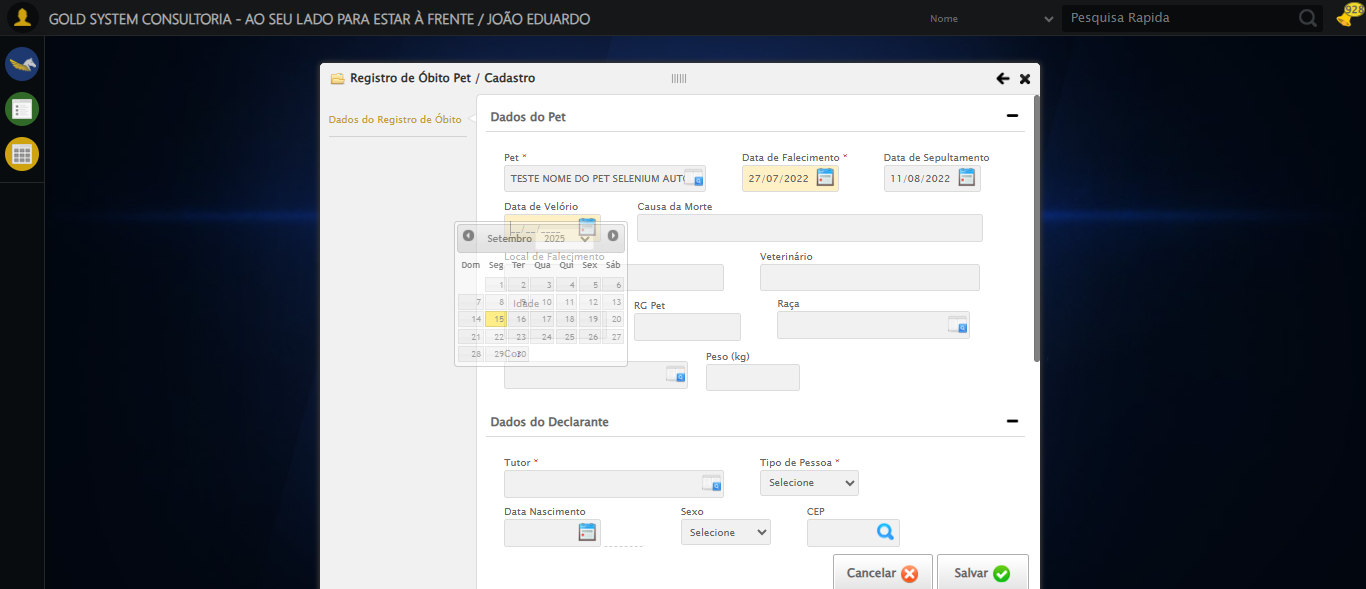 GOLD SYSTEM CONSULTORIA - AO SEU LADO PARA ESTAR À FRENTE / JOÃO EDUARDO
Nome
Pesquisa Rapida
928
Registro de Óbito Pet / Cadastro
Dados do Registro de Óbito
Dados do Pet
Pet *
Data de Falecimento *
Data de Sepultamento
TESTE NOME DO PET SELENIUM AUT
27/07/2022
11/08/2022
Data de Velório
Causa da Morte
__/__/____
Setembro 2025
Local de Falecimento
Veterinário
Dom Seg Ter Qua Qui Sex Sáb
1 2 3 4 5 6
7 8 9 10 11 12 13
Idade
RG Pet
Raça
14 15 16 17 18 19 20
21 22 23 24 25 26 27
28 29 30
Cor
Peso (kg)
Dados do Declarante
Tutor *
Tipo de Pessoa *
Selecione
Data Nascimento
Sexo
CEP
Selecione
Cancelar
Salvar